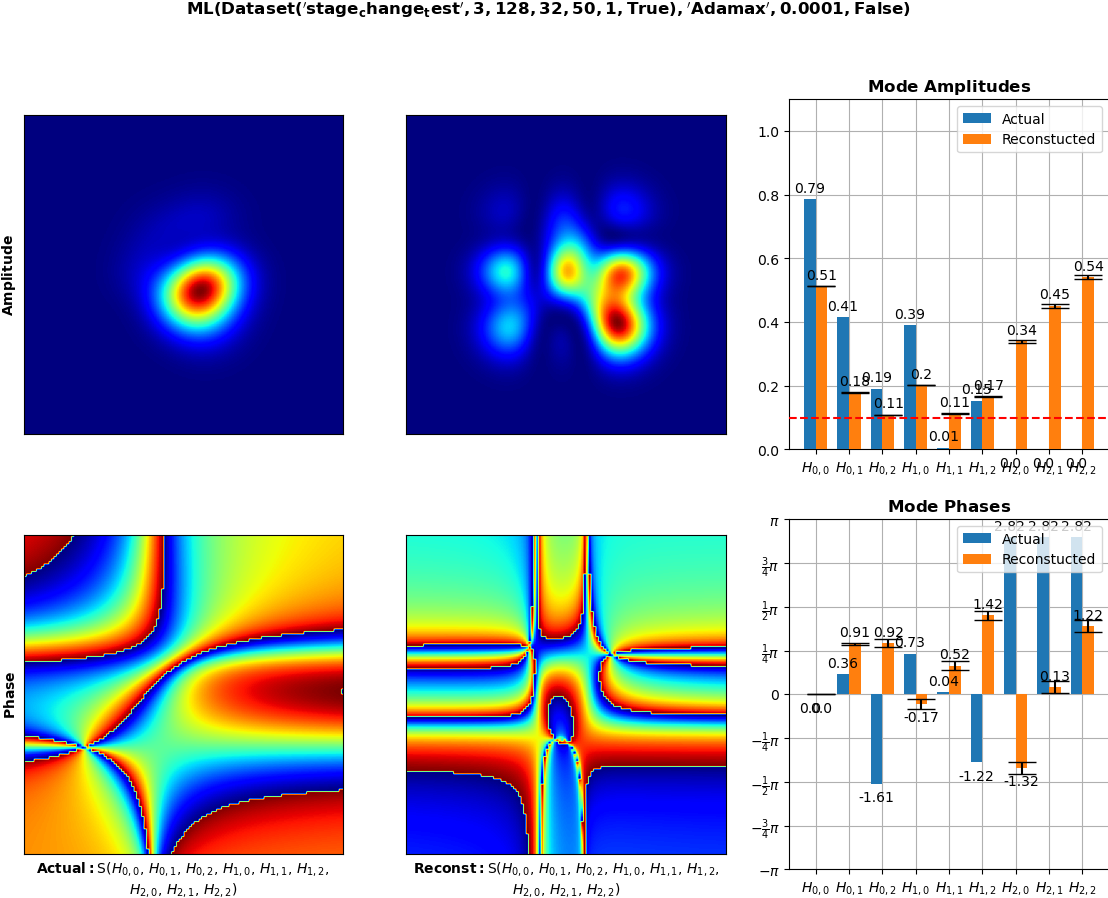 ML(Dataset('stage_change_test', 3, 128, 32, 50, 1, True), 'Adamax', 0.0001, False)
Mode Amplitudes
Amplitude
Actual
Reconstucted
1.0
0.8
0.6
0.4
0.2
0.0
0.79 0.41 0.19 0.39 0.01 0.15 0.0 0.0 0.0
0.51 0.18 0.11 0.2 0.11 0.17 0.34 0.45 0.54
H0,0 H0,1 H0,2 H1,0 H1,1 H1,2 H2,0 H2,1 H2,2
Mode Phases
Phase
Actual
Reconstucted
π
3/4π
1/2π
1/4π
0
−1/4π
−1/2π
−3/4π
−π
0.0 0.36 -1.61 0.73 0.04 -1.22 2.82 2.82 2.82
0.0 0.91 0.92 -0.17 0.52 1.42 -1.32 0.13 1.22
H0,0 H0,1 H0,2 H1,0 H1,1 H1,2 H2,0 H2,1 H2,2
Actual: S(H0,0, H0,1, H0,2, H1,0, H1,1, H1,2,
H2,0, H2,1, H2,2)
Reconst: S(H0,0, H0,1, H0,2, H1,0, H1,1, H1,2,
H2,0, H2,1, H2,2)